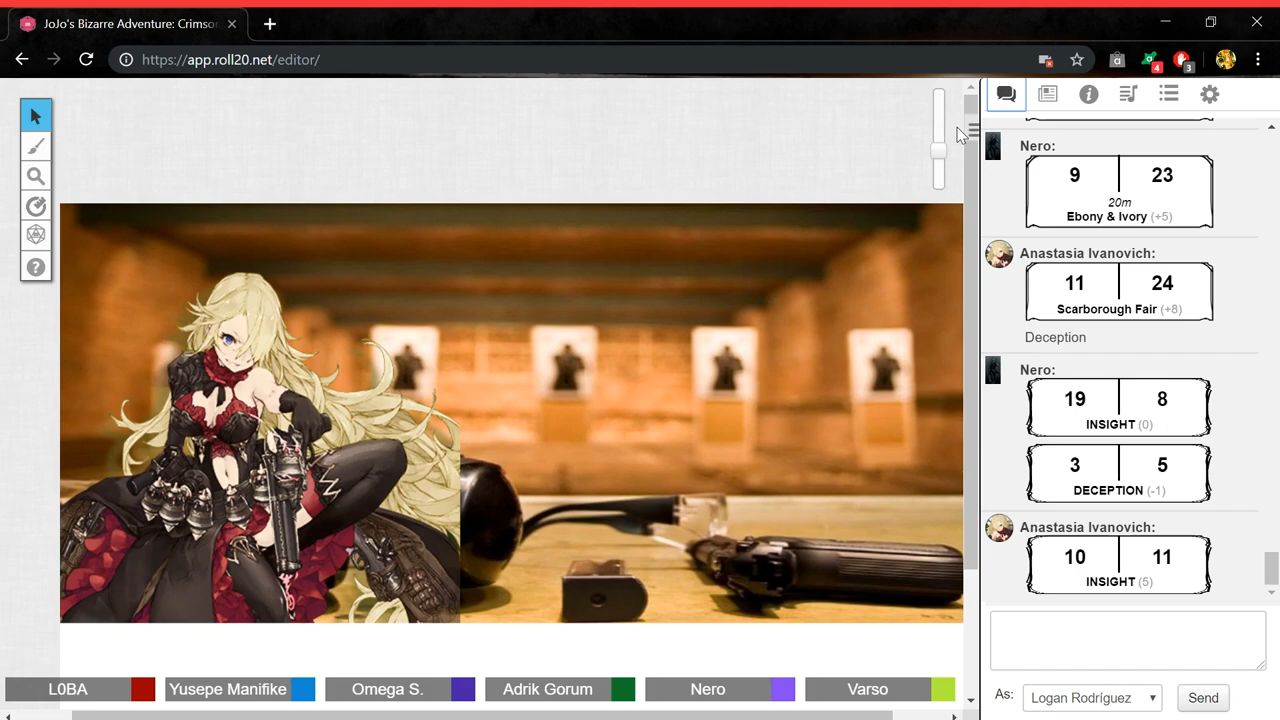 JoJo's Bizarre Adventure: Crimso
https://app.roll20.net/editor/
4
3
Nero:
9 23
20m
Ebony & Ivory (+5)
Anastasia Ivanovich:
11 24
Scarborough Fair (+8)
Deception
Nero:
19 8
INSIGHT (0)
3 5
DECEPTION (-1)
Anastasia Ivanovich:
10 11
INSIGHT (5)
As: Logan Rodríguez Send
L0BA Yusepe Manifike Omega S. Adrik Gorum Nero Varso